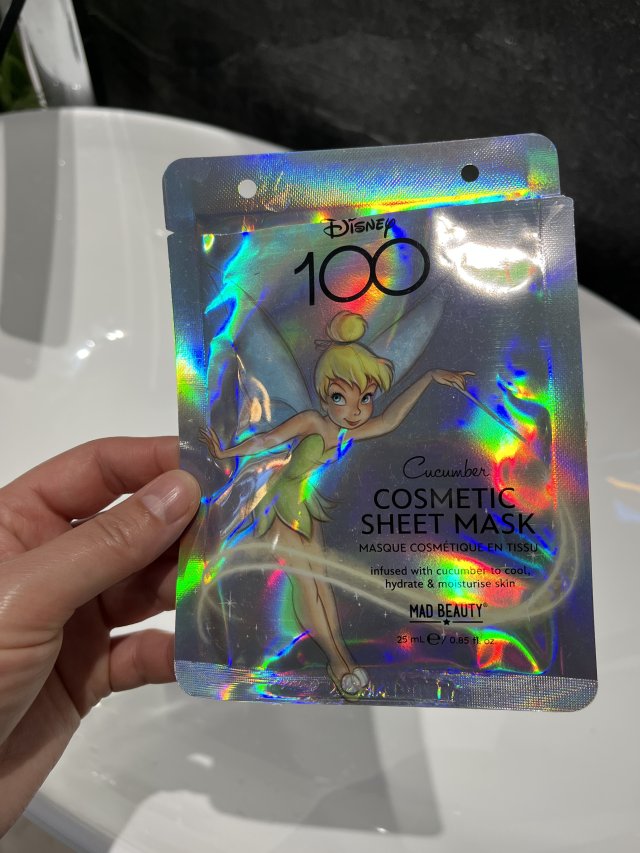 Disney
100
Cucumber
COSMETIC
SHEET MASK
MASQUE COSMÉTIQUE EN TISSU
infused with cucumber to cool,
hydrate & moisturise skin
MAD BEAUTY®
25 mL ℮/ 0.85 fl. oz